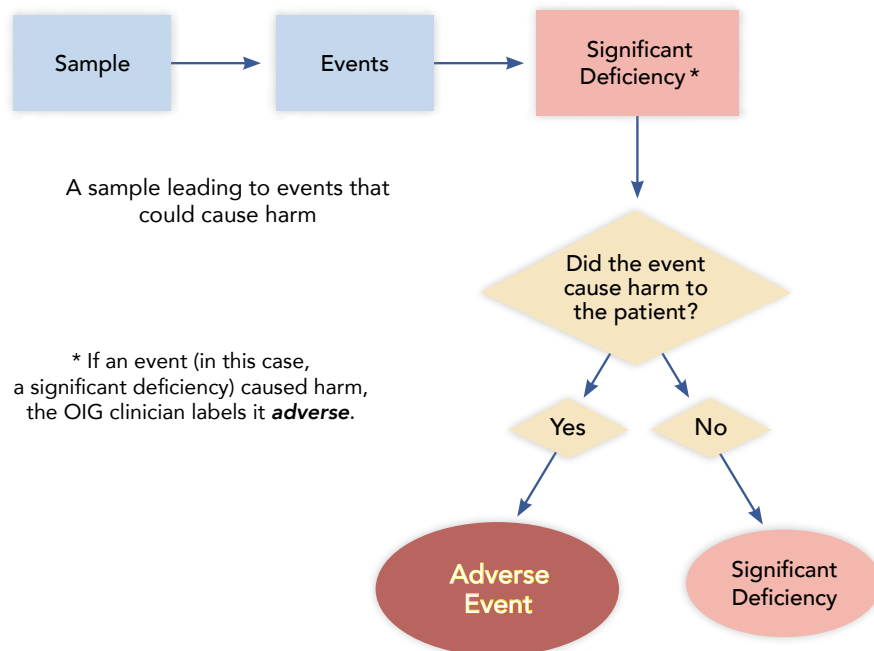 Sample
Events
Significant
Deficiency *
A sample leading to events that
could cause harm
Did the event
cause harm to
the patient?
* If an event (in this case,
a significant deficiency) caused harm,
the OIG clinician labels it adverse.
Yes
No
Adverse
Event
Significant
Deficiency